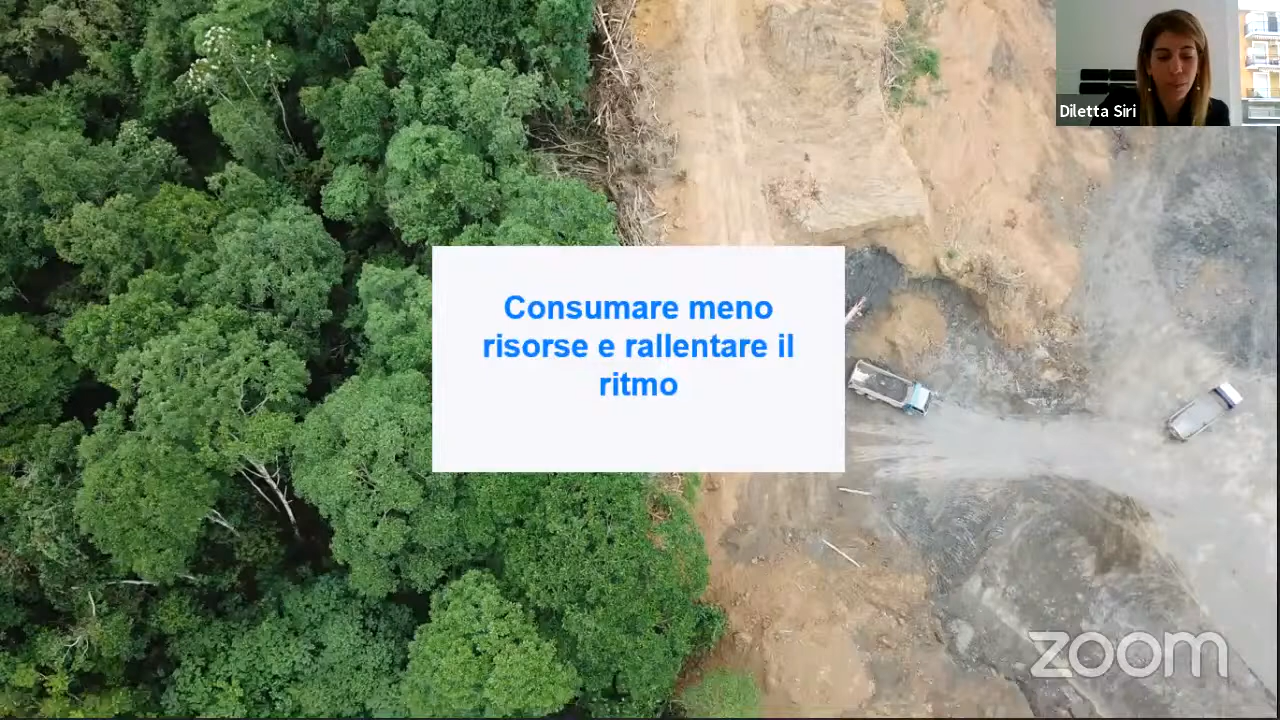 Diletta Siri
Consumare meno
risorse e rallentare il
ritmo
zoom